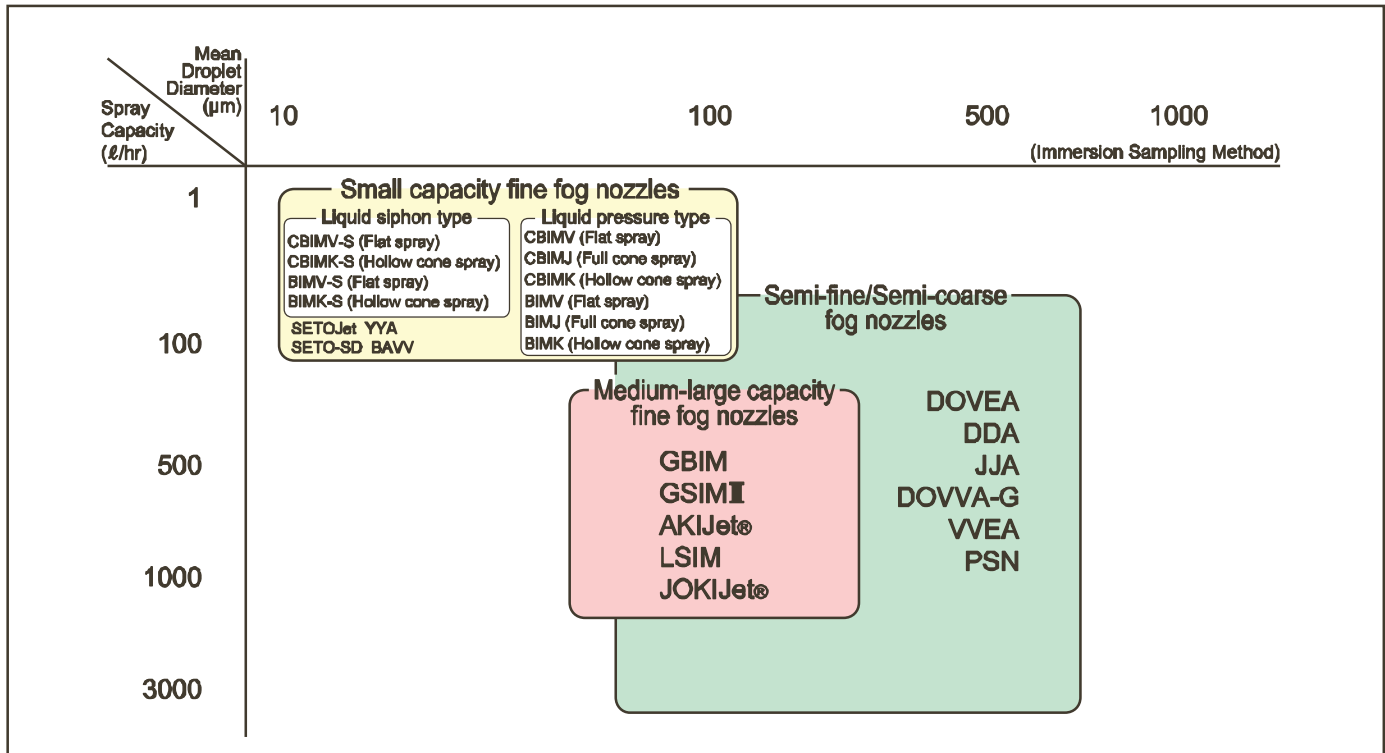 Mean
Droplet
Diameter
(μm)
Spray
Capacity
(ℓ/hr)
10 100 500 1000
(Immersion Sampling Method)
1
100
500
1000
3000
Small capacity fine fog nozzles
Liquid siphon type
CBIMV-S (Flat spray)
CBIMK-S (Hollow cone spray)
BIMV-S (Flat spray)
BIMK-S (Hollow cone spray)
SETOJet YYA
SETO-SD BAVV
Liquid pressure type
CBIMV (Flat spray)
CBIMJ (Full cone spray)
CBIMK (Hollow cone spray)
BIMV (Flat spray)
BIMJ (Full cone spray)
BIMK (Hollow cone spray)
Semi-fine/Semi-coarse
fog nozzles
DOVEA
DDA
JJA
DOVVA-G
VVEA
PSN
Medium-large capacity
fine fog nozzles
GBIM
GSIMⅡ
AKIJet®
LSIM
JOKIJet®